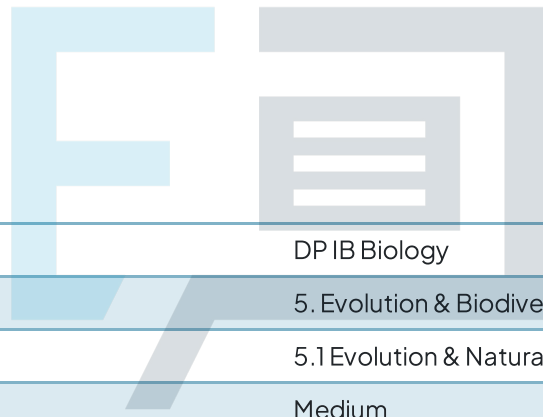 DP IB Biology
5. Evolution & Biodive
5.1 Evolution & Natura
Medium